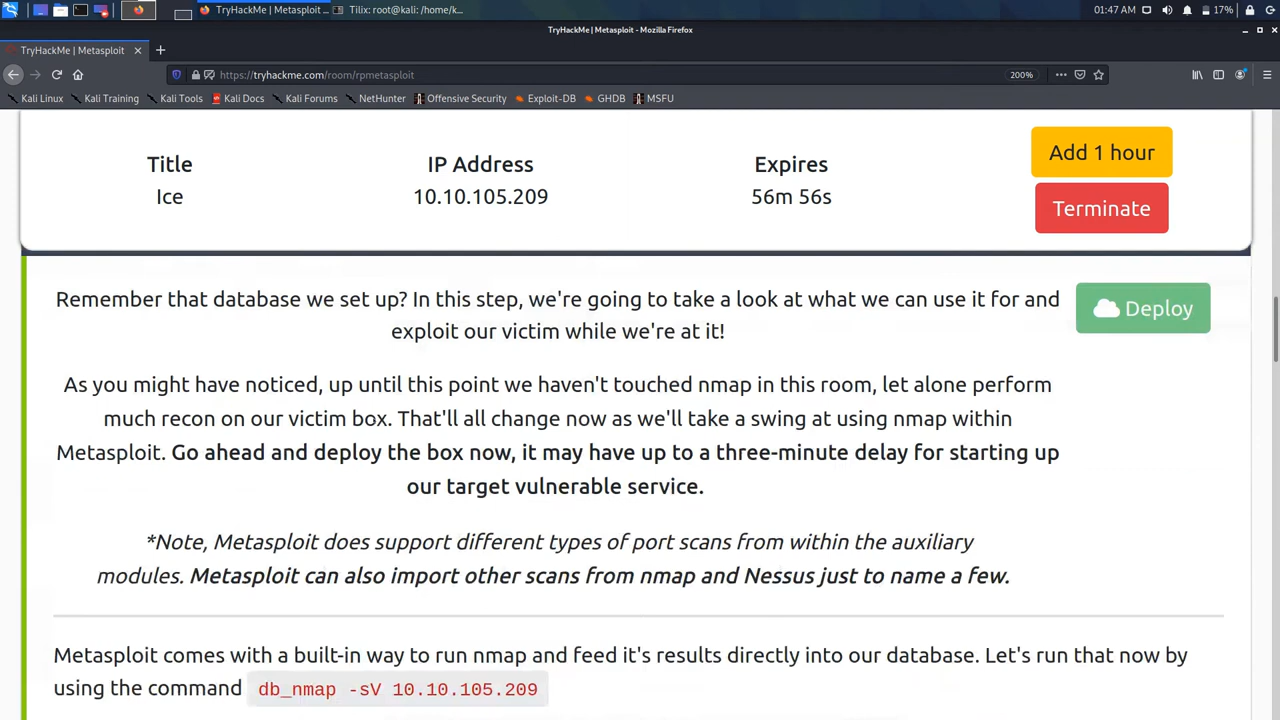 TryHackMe | Metasploit ...
Tilix: root@kali: /home/k...
01:47 AM
17%
TryHackMe | Metasploit - Mozilla Firefox
TryHackMe | Metasploit
https://tryhackme.com/room/rpmetasploit
200%
Kali Linux
Kali Training
Kali Tools
Kali Docs
Kali Forums
NetHunter
Offensive Security
Exploit-DB
GHDB
MSFU
Title
IP Address
Expires
Add 1 hour
Ice
10.10.105.209
56m 56s
Terminate
Remember that database we set up? In this step, we're going to take a look at what we can use it for and
exploit our victim while we're at it!
Deploy
As you might have noticed, up until this point we haven't touched nmap in this room, let alone perform
much recon on our victim box. That'll all change now as we'll take a swing at using nmap within
Metasploit. Go ahead and deploy the box now, it may have up to a three-minute delay for starting up
our target vulnerable service.
*Note, Metasploit does support different types of port scans from within the auxiliary
modules. Metasploit can also import other scans from nmap and Nessus just to name a few.
Metasploit comes with a built-in way to run nmap and feed it's results directly into our database. Let's run that now by
using the command db_nmap -sV 10.10.105.209